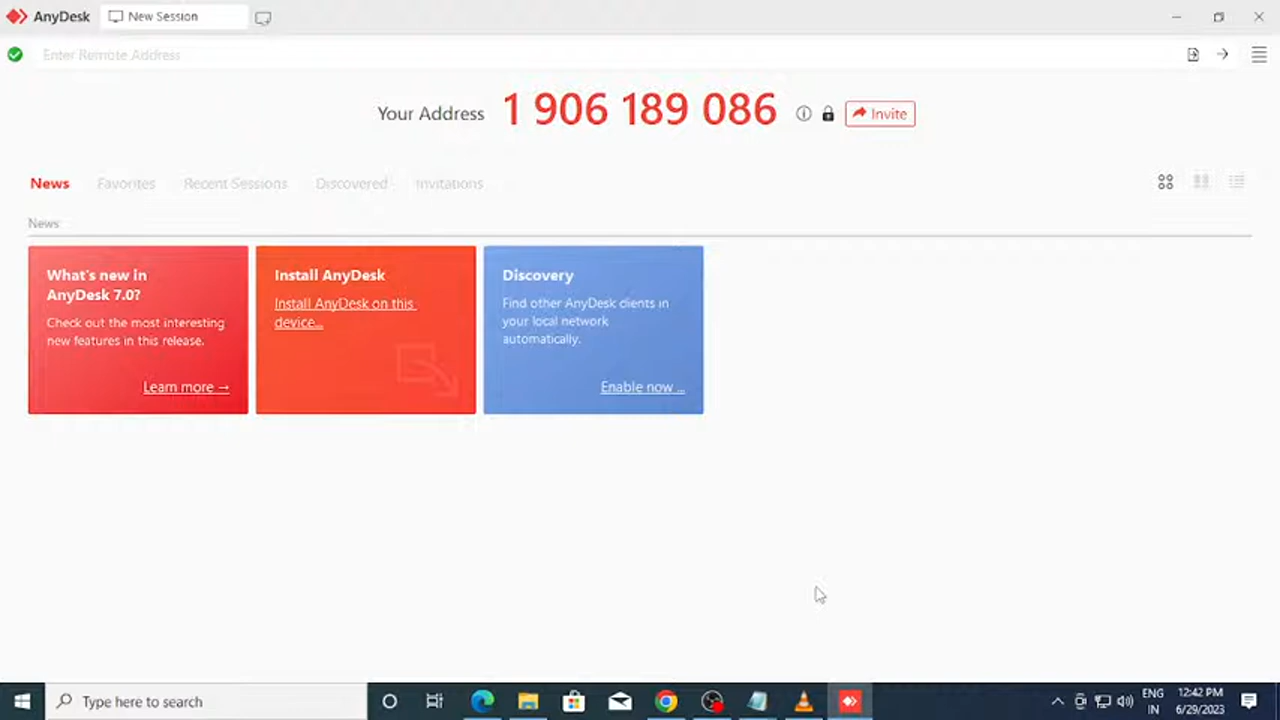 AnyDesk
New Session
Enter Remote Address
Your Address 1 906 189 086 Invite
News Favorites Recent Sessions Discovered Invitations
News
What's new in
AnyDesk 7.0?
Check out the most interesting
new features in this release.
Learn more →
Install AnyDesk
Install AnyDesk on this
device...
Discovery
Find other AnyDesk clients in
your local network
automatically.
Enable now ...
Type here to search
ENG
IN
12:42 PM
6/29/2023